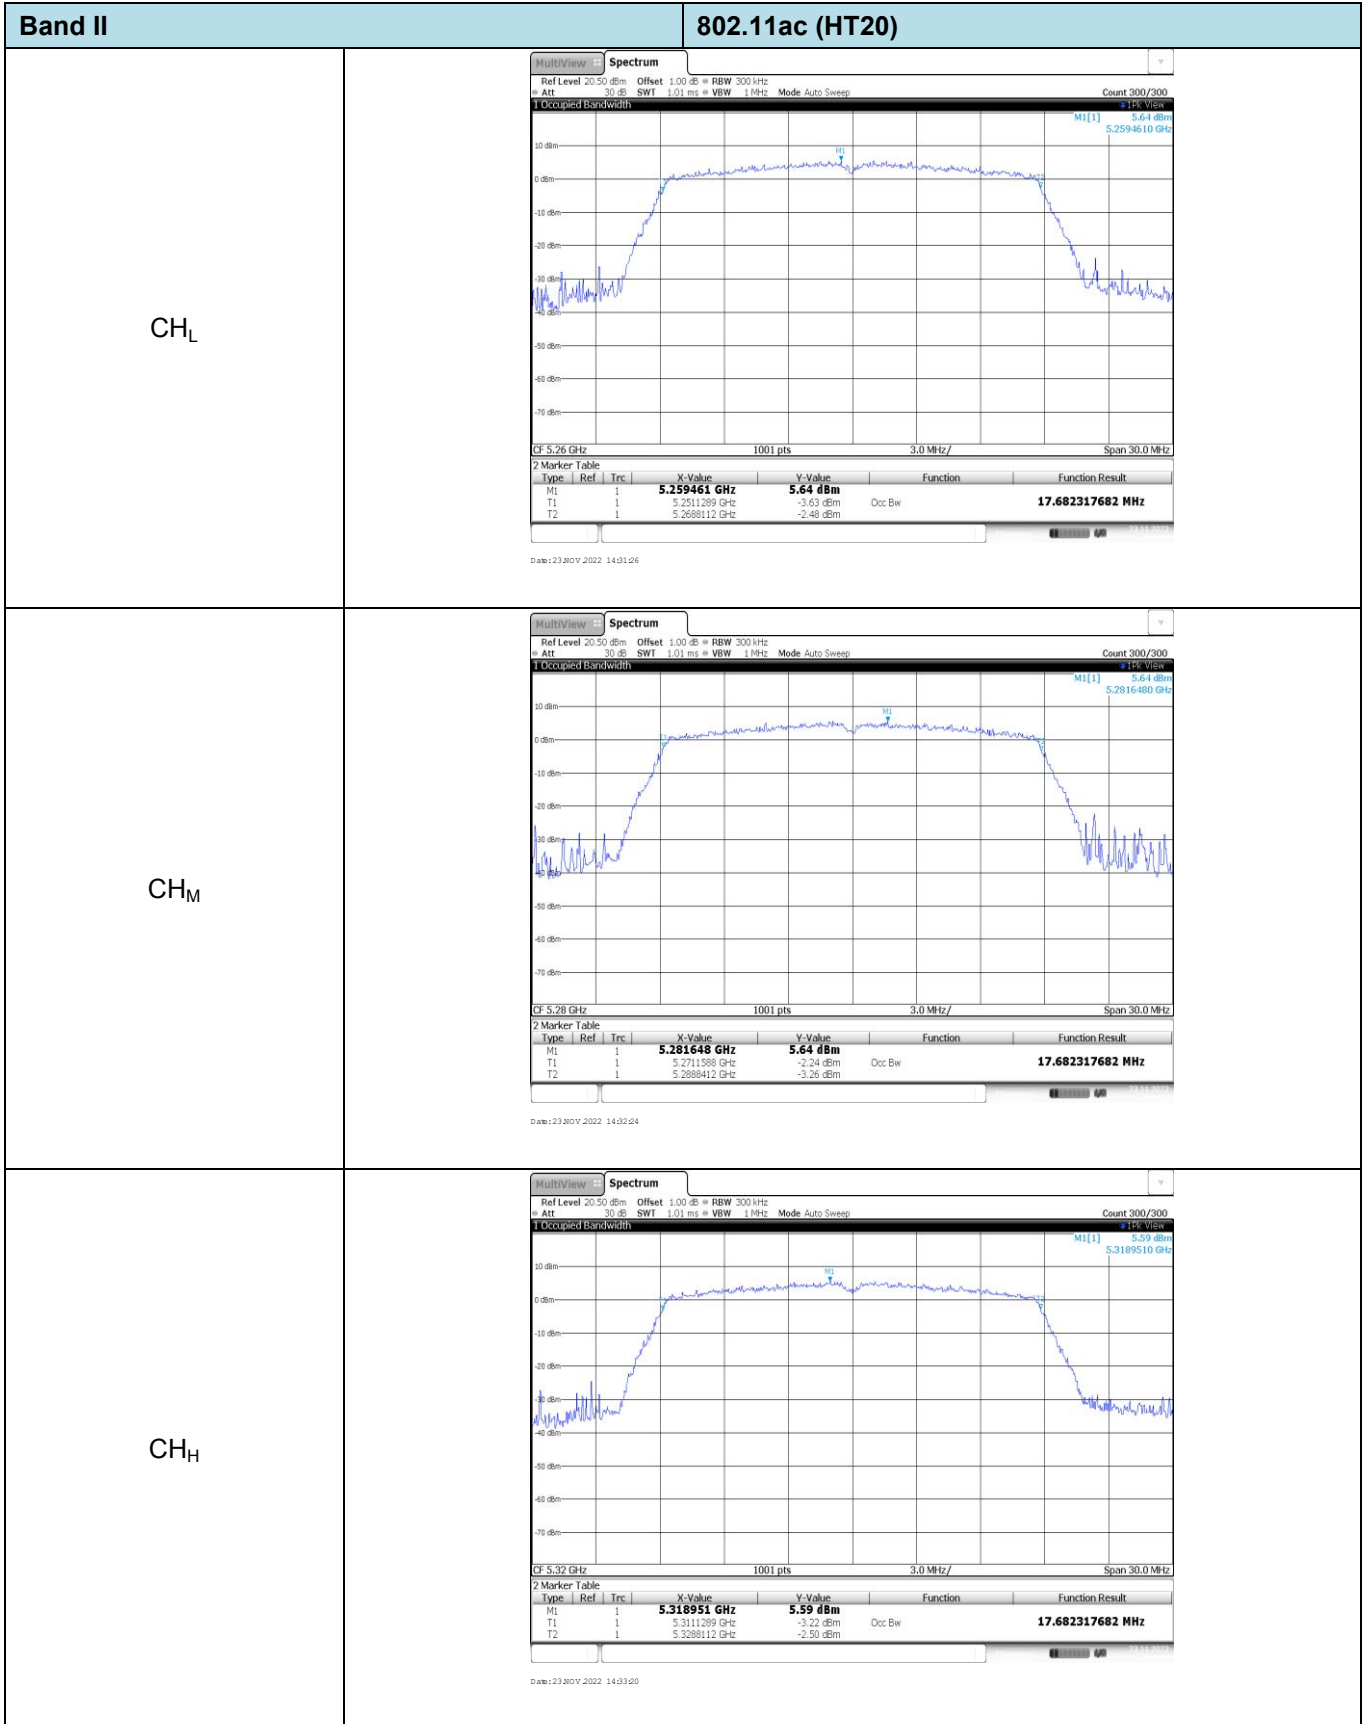 Band II 802.11ac (HT20)
CHL
MultiView Spectrum
Ref Level 20.50 dBm Offset 1.00 dB RBW 300 kHz
Att 30 dB SWT 1.01 ms VBW 1 MHz Mode Auto Sweep Count 300/300
1 Occupied Bandwidth 1Pk View
M1[1] 5.64 dBm
5.2594610 GHz
M1
10 dBm
0 dBm
T2
-10 dBm
-20 dBm
-30 dBm
-40 dBm
-50 dBm
-60 dBm
-70 dBm
CF 5.26 GHz 1001 pts 3.0 MHz/ Span 30.0 MHz
2 Marker Table
Type Ref Trc X-Value Y-Value Function Function Result
M1 1 5.259461 GHz 5.64 dBm
T1 1 5.2511289 GHz -3.63 dBm Occ Bw 17.682317682 MHz
T2 1 5.2688112 GHz -2.48 dBm
Date: 23.NOV.2022 14:31:26
CHM
MultiView Spectrum
Ref Level 20.50 dBm Offset 1.00 dB RBW 300 kHz
Att 30 dB SWT 1.01 ms VBW 1 MHz Mode Auto Sweep Count 300/300
1 Occupied Bandwidth 1Pk View
M1[1] 5.64 dBm
5.2816480 GHz
10 dBm
M1
0 dBm
T1 T2
-10 dBm
-20 dBm
-30 dBm
-40 dBm
-50 dBm
-60 dBm
-70 dBm
CF 5.28 GHz 1001 pts 3.0 MHz/ Span 30.0 MHz
2 Marker Table
Type Ref Trc X-Value Y-Value Function Function Result
M1 1 5.281648 GHz 5.64 dBm
T1 1 5.2711588 GHz -2.24 dBm Occ Bw 17.682317682 MHz
T2 1 5.2888412 GHz -3.26 dBm
Date: 23.NOV.2022 14:32:24
CHH
MultiView Spectrum
Ref Level 20.50 dBm Offset 1.00 dB RBW 300 kHz
Att 30 dB SWT 1.01 ms VBW 1 MHz Mode Auto Sweep Count 300/300
1 Occupied Bandwidth 1Pk View
M1[1] 5.59 dBm
5.3189510 GHz
10 dBm
M1
0 dBm
T2
-10 dBm
-20 dBm
-30 dBm
-40 dBm
-50 dBm
-60 dBm
-70 dBm
CF 5.32 GHz 1001 pts 3.0 MHz/ Span 30.0 MHz
2 Marker Table
Type Ref Trc X-Value Y-Value Function Function Result
M1 1 5.318951 GHz 5.59 dBm
T1 1 5.3111289 GHz -3.22 dBm Occ Bw 17.682317682 MHz
T2 1 5.3288112 GHz -2.50 dBm
Date: 23.NOV.2022 14:33:20